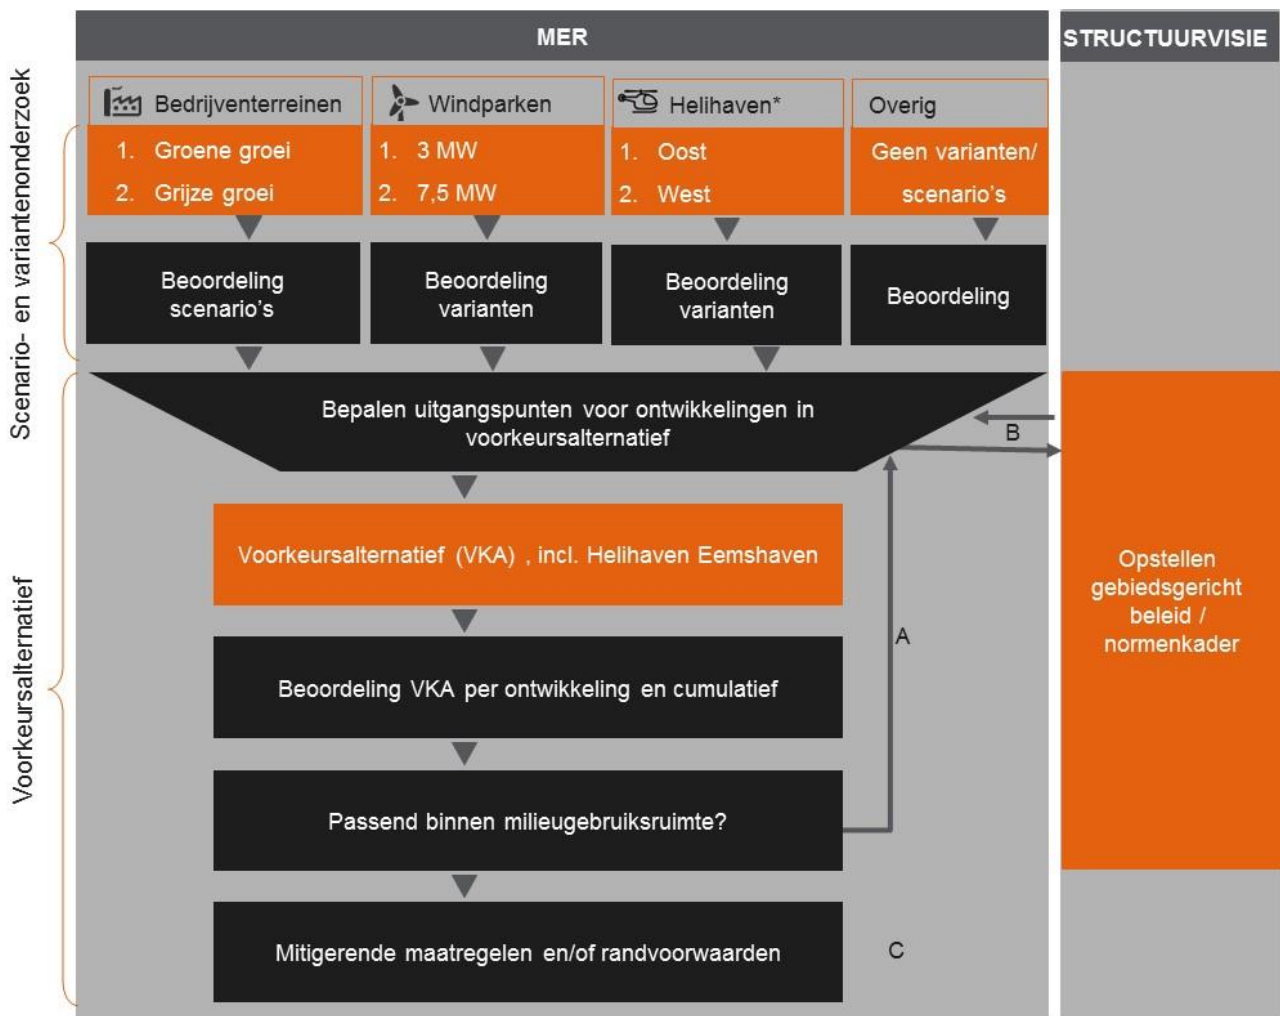 MER
STRUCTUURVISIE
Scenario- en variantenonderzoek
Bedrijventerreinen
1. Groene groei
2. Grijze groei
Windparken
1. 3 MW
2. 7,5 MW
Helihaven*
1. Oost
2. West
Overig
Geen varianten/
scenario's
Beoordeling
scenario's
Beoordeling
varianten
Beoordeling
varianten
Beoordeling
Voorkeursalternatief
Bepalen uitgangspunten voor ontwikkelingen in
voorkeursalternatief
B
Voorkeursalternatief (VKA) , incl. Helihaven Eemshaven
Beoordeling VKA per ontwikkeling en cumulatief
A
Passend binnen milieugebruiksruimte?
Mitigerende maatregelen en/of randvoorwaarden
C
Opstellen
gebiedsgericht
beleid /
normenkader